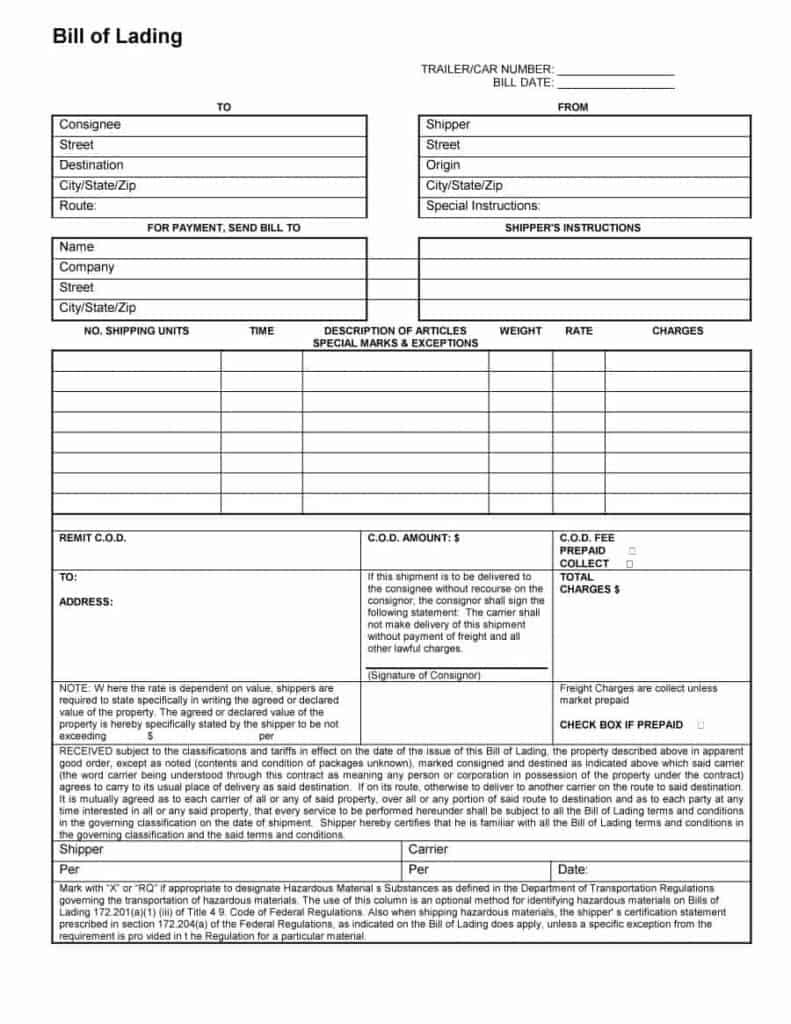 Bill of Lading
TRAILER/CAR NUMBER: __________________
BILL DATE: __________________
TO
Consignee
Street
Destination
City/State/Zip
Route:
FROM
Shipper
Street
Origin
City/State/Zip
Special Instructions:
FOR PAYMENT, SEND BILL TO
Name
Company
Street
City/State/Zip
SHIPPER'S INSTRUCTIONS
NO. SHIPPING UNITS TIME DESCRIPTION OF ARTICLES WEIGHT RATE CHARGES
SPECIAL MARKS & EXCEPTIONS
REMIT C.O.D.
C.O.D. AMOUNT: $
C.O.D. FEE
PREPAID □
COLLECT □
TO:
ADDRESS:
If this shipment is to be delivered to
the consignee without recourse on the
consignor, the consignor shall sign the
following statement: The carrier shall
not make delivery of this shipment
without payment of freight and all
other lawful charges.
(Signature of Consignor)
TOTAL
CHARGES $
NOTE: W here the rate is dependent on value, shippers are
required to state specifically in writing the agreed or declared
value of the property. The agreed or declared value of the
property is hereby specifically stated by the shipper to be not
exceeding $ per
Freight Charges are collect unless
market prepaid
CHECK BOX IF PREPAID □
RECEIVED subject to the classifications and tariffs in effect on the date of the issue of this Bill of Lading, the property described above in apparent
good order, except as noted (contents and condition of packages unknown), marked consigned and destined as indicated above which said carrier
(the word carrier being understood through this contract as meaning any person or corporation in possession of the property under the contract)
agrees to carry to its usual place of delivery as said destination. If on its route, otherwise to deliver to another carrier on the route to said destination.
It is mutually agreed as to each carrier of all or any of said property, over all or any portion of said route to destination and as to each party at any
time interested in all or any said property, that every service to be performed hereunder shall be subject to all the Bill of Lading terms and conditions
in the governing classification on the date of shipment. Shipper hereby certifies that he is familiar with all the Bill of Lading terms and conditions in
the governing classification and the said terms and conditions.
Shipper Carrier
Per Per Date:
Mark with "X" or "RQ" if appropriate to designate Hazardous Material s Substances as defined in the Department of Transportation Regulations
governing the transportation of hazardous materials. The use of this column is an optional method for identifying hazardous materials on Bills of
Lading 172.201(a)(1) (iii) of Title 4 9. Code of Federal Regulations. Also when shipping hazardous materials, the shipper' s certification statement
prescribed in section 172.204(a) of the Federal Regulations, as indicated on the Bill of Lading does apply, unless a specific exception from the
requirement is pro vided in t he Regulation for a particular material.